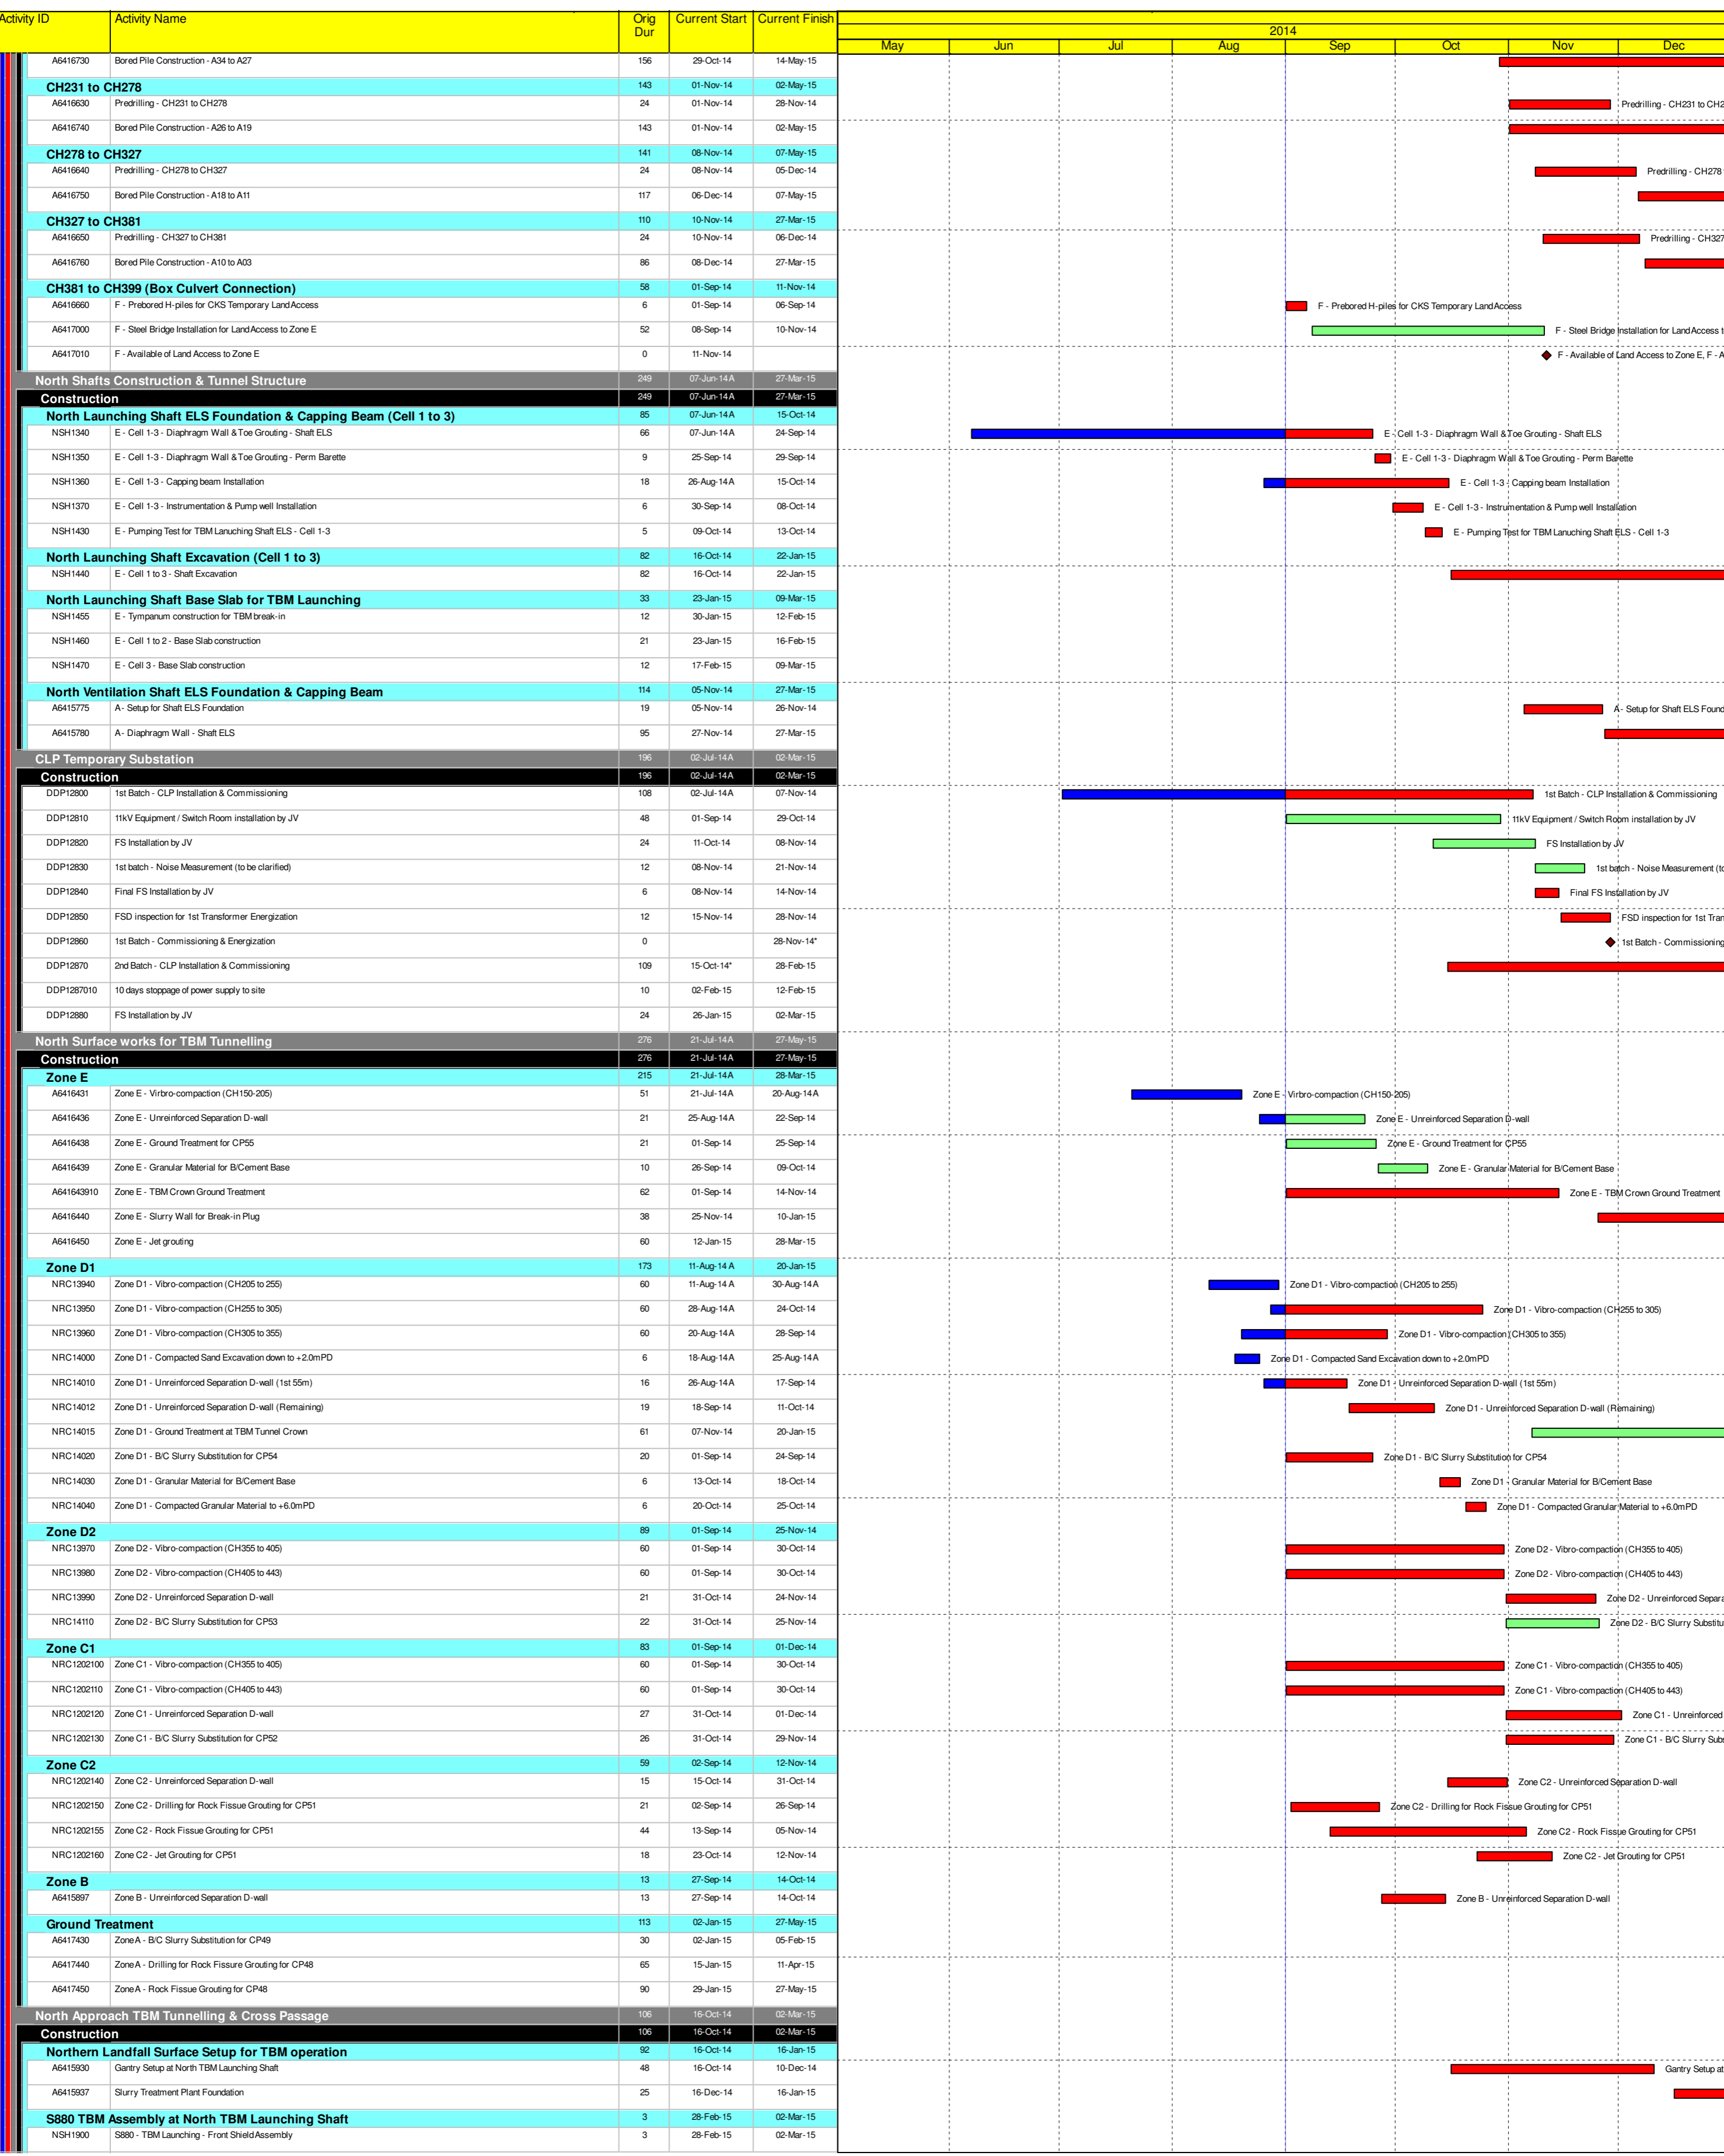 Activity ID Activity Name Orig Dur Current Start Current Finish
2014
May Jun Jul Aug Sep Oct Nov Dec
A6416730 Bored Pile Construction - A34 to A27 156 29-Oct-14 14-May-15
CH231 to CH278 143 01-Nov-14 02-May-15
A6416630 Predrilling - CH231 to CH278 24 01-Nov-14 28-Nov-14 Predrilling - CH231 to CH2
A6416740 Bored Pile Construction - A26 to A19 143 01-Nov-14 02-May-15
CH278 to CH327 141 08-Nov-14 07-May-15
A6416640 Predrilling - CH278 to CH327 24 08-Nov-14 05-Dec-14 Predrilling - CH278
A6416750 Bored Pile Construction - A18 to A11 117 06-Dec-14 07-May-15
CH327 to CH381 110 10-Nov-14 27-Mar-15
A6416650 Predrilling - CH327 to CH381 24 10-Nov-14 06-Dec-14 Predrilling - CH327
A6416760 Bored Pile Construction - A10 to A03 86 08-Dec-14 27-Mar-15
CH381 to CH399 (Box Culvert Connection) 58 01-Sep-14 11-Nov-14
A6416660 F - Prebored H-piles for CKS Temporary Land Access 6 01-Sep-14 06-Sep-14 F - Prebored H-piles for CKS Temporary Land Access
A6417000 F - Steel Bridge Installation for Land Access to Zone E 52 08-Sep-14 10-Nov-14 F - Steel Bridge Installation for Land Access t
A6417010 F - Available of Land Access to Zone E 0 11-Nov-14 F - Available of Land Access to Zone E, F - A
North Shafts Construction & Tunnel Structure 249 07-Jun-14 A 27-Mar-15
Construction 249 07-Jun-14 A 27-Mar-15
North Launching Shaft ELS Foundation & Capping Beam (Cell 1 to 3) 85 07-Jun-14 A 15-Oct-14
NSH1340 E - Cell 1-3 - Diaphragm Wall & Toe Grouting - Shaft ELS 66 07-Jun-14 A 24-Sep-14 E - Cell 1-3 - Diaphragm Wall & Toe Grouting - Shaft ELS
NSH1350 E - Cell 1-3 - Diaphragm Wall & Toe Grouting - Perm Barette 9 25-Sep-14 29-Sep-14 E - Cell 1-3 - Diaphragm Wall & Toe Grouting - Perm Barette
NSH1360 E - Cell 1-3 - Capping beam Installation 18 26-Aug-14 A 15-Oct-14 E - Cell 1-3 - Capping beam Installation
NSH1370 E - Cell 1-3 - Instrumentation & Pump well Installation 6 30-Sep-14 08-Oct-14 E - Cell 1-3 - Instrumentation & Pump well Installation
NSH1430 E - Pumping Test for TBM Lanuching Shaft ELS - Cell 1-3 5 09-Oct-14 13-Oct-14 E - Pumping Test for TBM Lanuching Shaft ELS - Cell 1-3
North Launching Shaft Excavation (Cell 1 to 3) 82 16-Oct-14 22-Jan-15
NSH1440 E - Cell 1 to 3 - Shaft Excavation 82 16-Oct-14 22-Jan-15
North Launching Shaft Base Slab for TBM Launching 33 23-Jan-15 09-Mar-15
NSH1455 E - Tympanum construction for TBM break-in 12 30-Jan-15 12-Feb-15
NSH1460 E - Cell 1 to 2 - Base Slab construction 21 23-Jan-15 16-Feb-15
NSH1470 E - Cell 3 - Base Slab construction 12 17-Feb-15 09-Mar-15
North Ventilation Shaft ELS Foundation & Capping Beam 114 05-Nov-14 27-Mar-15
A6415775 A - Setup for Shaft ELS Foundation 19 05-Nov-14 26-Nov-14 A - Setup for Shaft ELS Found
A6415780 A - Diaphragm Wall - Shaft ELS 95 27-Nov-14 27-Mar-15
CLP Temporary Substation 196 02-Jul-14 A 02-Mar-15
Construction 196 02-Jul-14 A 02-Mar-15
DDP12800 1st Batch - CLP Installation & Commissioning 108 02-Jul-14 A 07-Nov-14 1st Batch - CLP Installation & Commissioning
DDP12810 11kV Equipment / Switch Room installation by JV 48 01-Sep-14 29-Oct-14 11kV Equipment / Switch Room installation by JV
DDP12820 FS Installation by JV 24 11-Oct-14 08-Nov-14 FS Installation by JV
DDP12830 1st batch - Noise Measurement (to be clarified) 12 08-Nov-14 21-Nov-14 1st batch - Noise Measurement (to
DDP12840 Final FS Installation by JV 6 08-Nov-14 14-Nov-14 Final FS Installation by JV
DDP12850 FSD inspection for 1st Transformer Energization 12 15-Nov-14 28-Nov-14 FSD inspection for 1st Tran
DDP12860 1st Batch - Commissioning & Energization 0 28-Nov-14* 1st Batch - Commissioning
DDP12870 2nd Batch - CLP Installation & Commissioning 109 15-Oct-14* 28-Feb-15
DDP1287010 10 days stoppage of power supply to site 10 02-Feb-15 12-Feb-15
DDP12880 FS Installation by JV 24 26-Jan-15 02-Mar-15
North Surface works for TBM Tunnelling 276 21-Jul-14 A 27-May-15
Construction 276 21-Jul-14 A 27-May-15
Zone E 215 21-Jul-14 A 28-Mar-15
A6416431 Zone E - Virbro-compaction (CH150-205) 51 21-Jul-14 A 20-Aug-14 A Zone E - Virbro-compaction (CH150-205)
A6416436 Zone E - Unreinforced Separation D-wall 21 25-Aug-14 A 22-Sep-14 Zone E - Unreinforced Separation D-wall
A6416438 Zone E - Ground Treatment for CP55 21 01-Sep-14 25-Sep-14 Zone E - Ground Treatment for CP55
A6416439 Zone E - Granular Material for B/Cement Base 10 26-Sep-14 09-Oct-14 Zone E - Granular Material for B/Cement Base
A641643910 Zone E - TBM Crown Ground Treatment 62 01-Sep-14 14-Nov-14 Zone E - TBM Crown Ground Treatment
A6416440 Zone E - Slurry Wall for Break-in Plug 38 25-Nov-14 10-Jan-15
A6416450 Zone E - Jet grouting 60 12-Jan-15 28-Mar-15
Zone D1 173 11-Aug-14 A 20-Jan-15
NRC13940 Zone D1 - Vibro-compaction (CH205 to 255) 60 11-Aug-14 A 30-Aug-14 A Zone D1 - Vibro-compaction (CH205 to 255)
NRC13950 Zone D1 - Vibro-compaction (CH255 to 305) 60 28-Aug-14 A 24-Oct-14 Zone D1 - Vibro-compaction (CH255 to 305)
NRC13960 Zone D1 - Vibro-compaction (CH305 to 355) 60 20-Aug-14 A 28-Sep-14 Zone D1 - Vibro-compaction (CH305 to 355)
NRC14000 Zone D1 - Compacted Sand Excavation down to +2.0mPD 6 18-Aug-14 A 25-Aug-14 A Zone D1 - Compacted Sand Excavation down to +2.0mPD
NRC14010 Zone D1 - Unreinforced Separation D-wall (1st 55m) 16 26-Aug-14 A 17-Sep-14 Zone D1 - Unreinforced Separation D-wall (1st 55m)
NRC14012 Zone D1 - Unreinforced Separation D-wall (Remaining) 19 18-Sep-14 11-Oct-14 Zone D1 - Unreinforced Separation D-wall (Remaining)
NRC14015 Zone D1 - Ground Treatment at TBM Tunnel Crown 61 07-Nov-14 20-Jan-15
NRC14020 Zone D1 - B/C Slurry Substitution for CP54 20 01-Sep-14 24-Sep-14 Zone D1 - B/C Slurry Substitution for CP54
NRC14030 Zone D1 - Granular Material for B/Cement Base 6 13-Oct-14 18-Oct-14 Zone D1 - Granular Material for B/Cement Base
NRC14040 Zone D1 - Compacted Granular Material to +6.0mPD 6 20-Oct-14 25-Oct-14 Zone D1 - Compacted Granular Material to +6.0mPD
Zone D2 89 01-Sep-14 25-Nov-14
NRC13970 Zone D2 - Vibro-compaction (CH355 to 405) 60 01-Sep-14 30-Oct-14 Zone D2 - Vibro-compaction (CH355 to 405)
NRC13980 Zone D2 - Vibro-compaction (CH405 to 443) 60 01-Sep-14 30-Oct-14 Zone D2 - Vibro-compaction (CH405 to 443)
NRC13990 Zone D2 - Unreinforced Separation D-wall 21 31-Oct-14 24-Nov-14 Zone D2 - Unreinforced Separa
NRC14110 Zone D2 - B/C Slurry Substitution for CP53 22 31-Oct-14 25-Nov-14 Zone D2 - B/C Slurry Substitu
Zone C1 83 01-Sep-14 01-Dec-14
NRC1202100 Zone C1 - Vibro-compaction (CH355 to 405) 60 01-Sep-14 30-Oct-14 Zone C1 - Vibro-compaction (CH355 to 405)
NRC1202110 Zone C1 - Vibro-compaction (CH405 to 443) 60 01-Sep-14 30-Oct-14 Zone C1 - Vibro-compaction (CH405 to 443)
NRC1202120 Zone C1 - Unreinforced Separation D-wall 27 31-Oct-14 01-Dec-14 Zone C1 - Unreinforced
NRC1202130 Zone C1 - B/C Slurry Substitution for CP52 26 31-Oct-14 29-Nov-14 Zone C1 - B/C Slurry Subs
Zone C2 59 02-Sep-14 12-Nov-14
NRC1202140 Zone C2 - Unreinforced Separation D-wall 15 15-Oct-14 31-Oct-14 Zone C2 - Unreinforced Separation D-wall
NRC1202150 Zone C2 - Drilling for Rock Fissue Grouting for CP51 21 02-Sep-14 26-Sep-14 Zone C2 - Drilling for Rock Fissue Grouting for CP51
NRC1202155 Zone C2 - Rock Fissue Grouting for CP51 44 13-Sep-14 05-Nov-14 Zone C2 - Rock Fissue Grouting for CP51
NRC1202160 Zone C2 - Jet Grouting for CP51 18 23-Oct-14 12-Nov-14 Zone C2 - Jet Grouting for CP51
Zone B 13 27-Sep-14 14-Oct-14
A6415897 Zone B - Unreinforced Separation D-wall 13 27-Sep-14 14-Oct-14 Zone B - Unreinforced Separation D-wall
Ground Treatment 113 02-Jan-15 27-May-15
A6417430 Zone A - B/C Slurry Substitution for CP49 30 02-Jan-15 05-Feb-15
A6417440 Zone A - Drilling for Rock Fissure Grouting for CP48 65 15-Jan-15 11-Apr-15
A6417450 Zone A - Rock Fissue Grouting for CP48 90 29-Jan-15 27-May-15
North Approach TBM Tunnelling & Cross Passage 106 16-Oct-14 02-Mar-15
Construction 106 16-Oct-14 02-Mar-15
Northern Landfall Surface Setup for TBM operation 92 16-Oct-14 16-Jan-15
A6415930 Gantry Setup at North TBM Launching Shaft 48 16-Oct-14 10-Dec-14 Gantry Setup at
A6415937 Slurry Treatment Plant Foundation 25 16-Dec-14 16-Jan-15
S880 TBM Assembly at North TBM Launching Shaft 3 28-Feb-15 02-Mar-15
NSH1900 S880 - TBM Launching - Front Shield Assembly 3 28-Feb-15 02-Mar-15